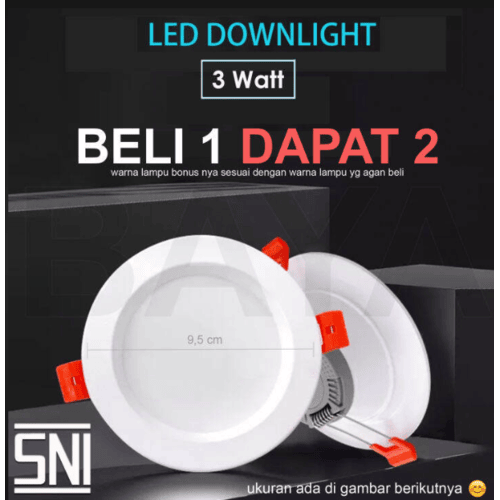 LED DOWNLIGHT
3 Watt
BELI 1 DAPAT 2
warna lampu bonus nya sesuai dengan warna lampu yg agan beli
BAYA
9,5 cm
SNI
ukuran ada di gambar berikutnya